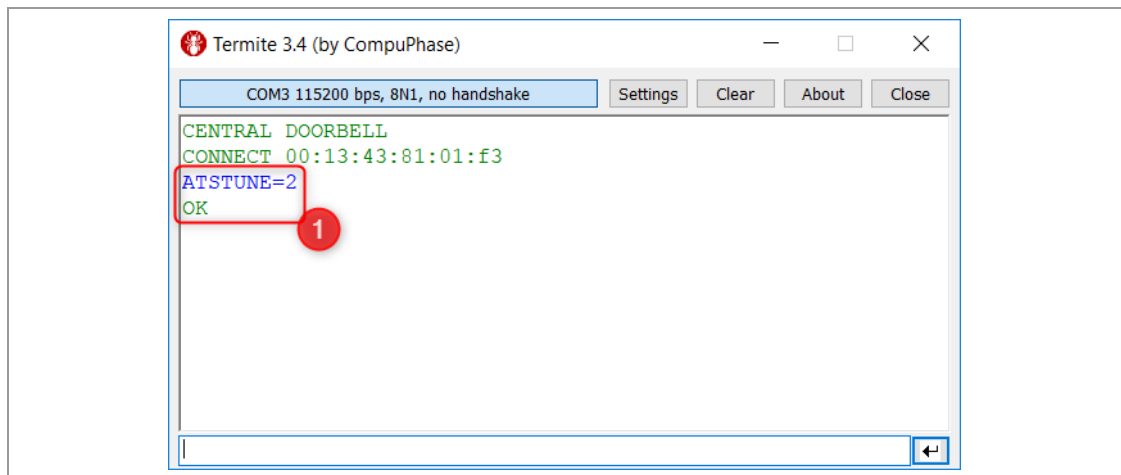 Termite 3.4 (by CompuPhase)
COM3 115200 bps, 8N1, no handshake Settings Clear About Close
CENTRAL DOORBELL
CONNECT 00:13:43:81:01:f3
ATSTUNE=2
OK
1